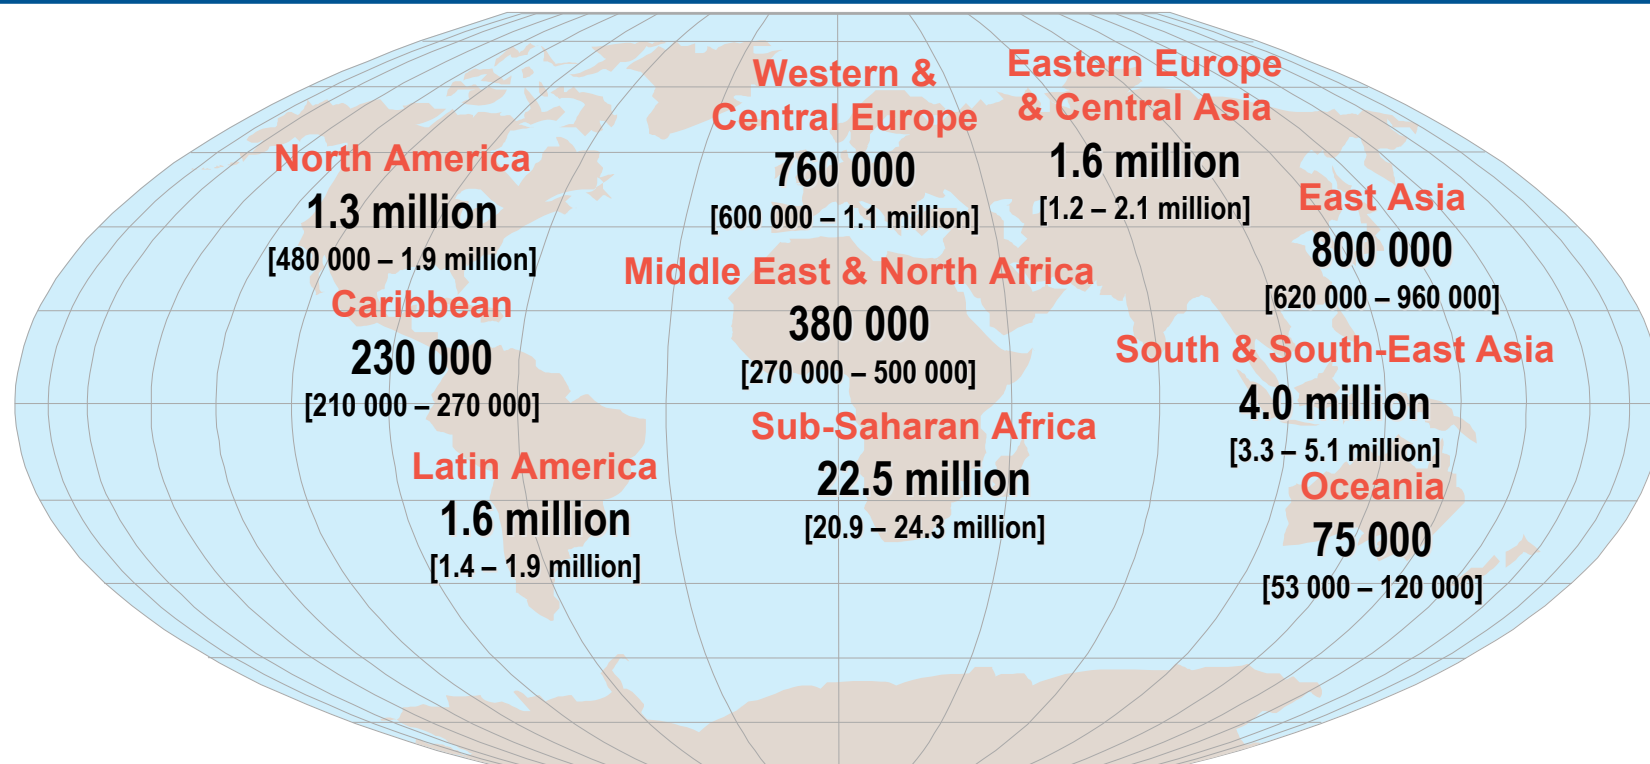 Western &
Central Europe
760 000
[600 000 – 1.1 million]
Eastern Europe
& Central Asia
1.6 million
[1.2 – 2.1 million]
North America
1.3 million
[480 000 – 1.9 million]
East Asia
800 000
[620 000 – 960 000]
Middle East & North Africa
380 000
[270 000 – 500 000]
Caribbean
230 000
[210 000 – 270 000]
South & South-East Asia
4.0 million
[3.3 – 5.1 million]
Sub-Saharan Africa
22.5 million
[20.9 – 24.3 million]
Latin America
1.6 million
[1.4 – 1.9 million]
Oceania
75 000
[53 000 – 120 000]